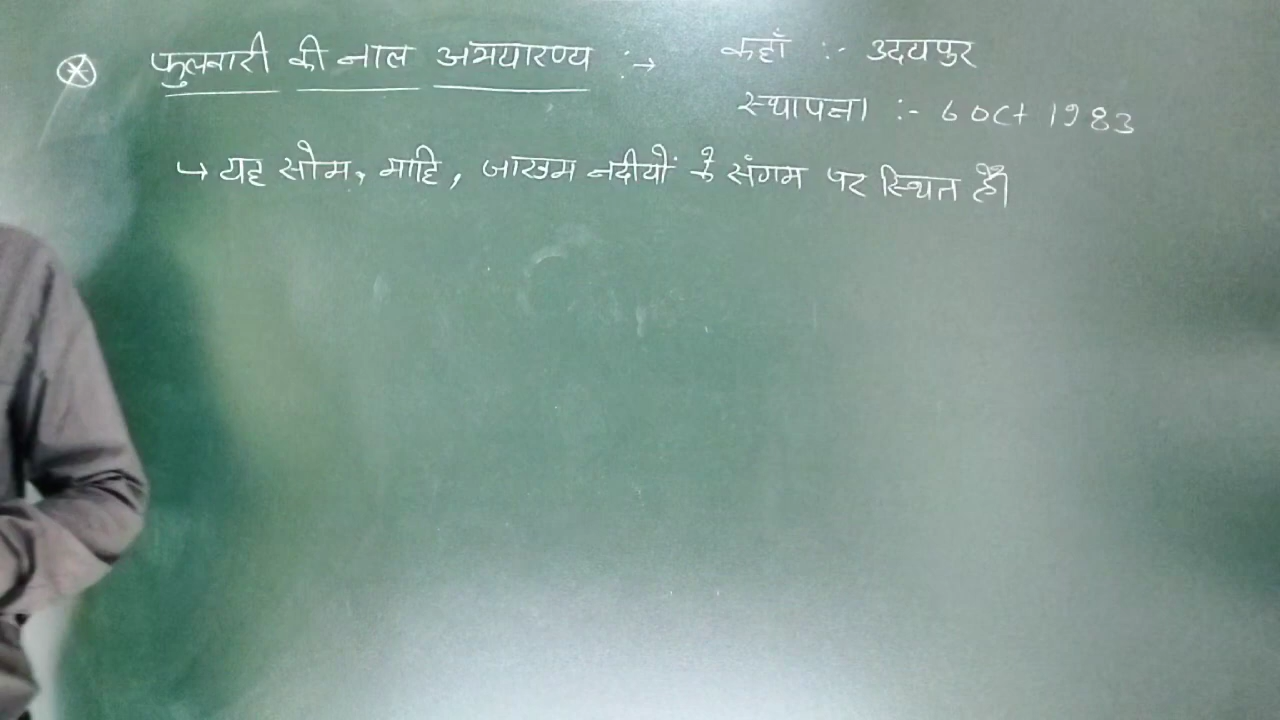 फुलवारी की नाल अभयारण्य :→ कहाँ :- उदयपुर
स्थापना :- 6 Oct 1983
↳ यह सोम, माहि, जाखम नदीयों के संगम पर स्थित हैं।